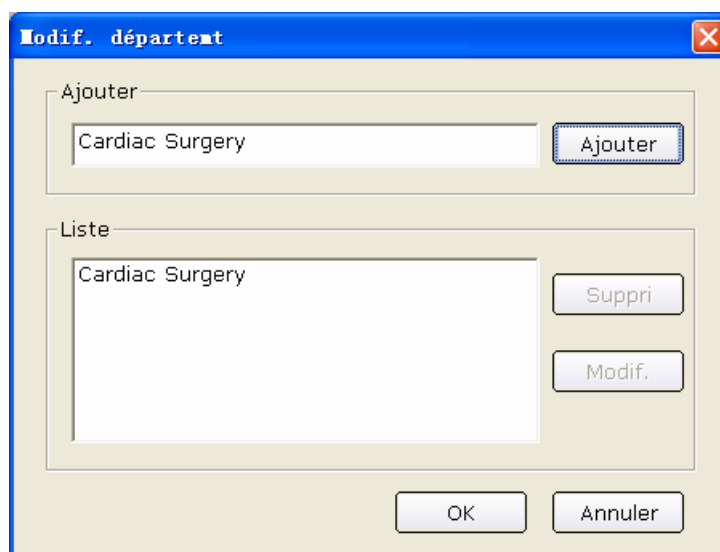 Modif. départemt
Ajouter
Cardiac Surgery
Ajouter
Liste
Cardiac Surgery
Suppri
Modif.
OK
Annuler